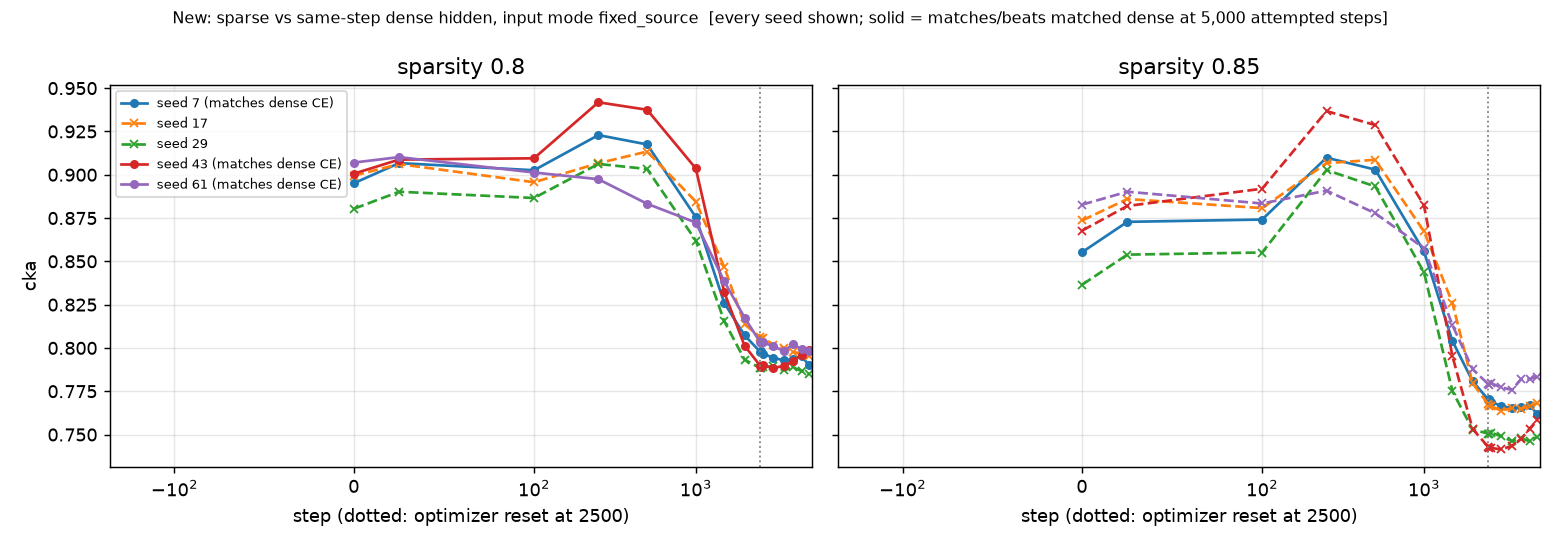 New: sparse vs same-step dense hidden, input mode fixed_source  [every seed shown; solid = matches/beats matched dense at 5,000 attempted steps]
sparsity 0.8
seed 7 (matches dense CE)
seed 17
seed 29
seed 43 (matches dense CE)
seed 61 (matches dense CE)
0.950
0.925
0.900
0.875
0.850
0.825
0.800
0.775
0.750
cka
−10²
0
10²
10³
step (dotted: optimizer reset at 2500)
sparsity 0.85
−10²
0
10²
10³
step (dotted: optimizer reset at 2500)